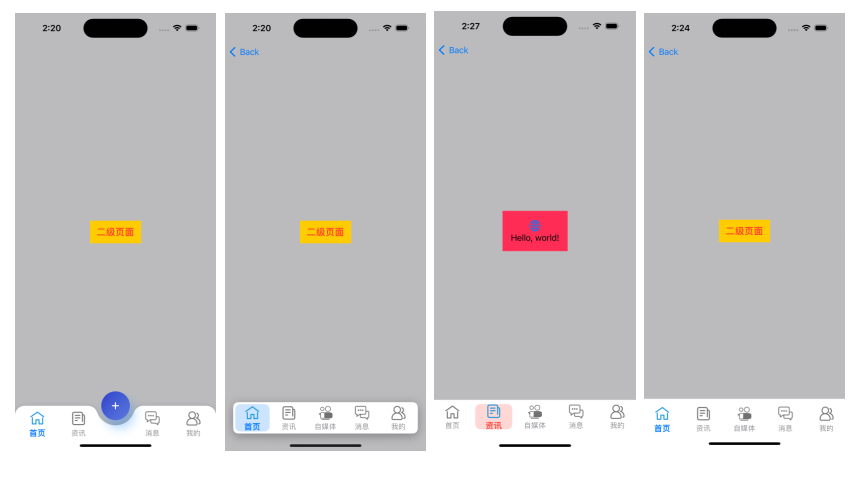 2:20
二级页面
+
首页
资讯
消息
我的
2:20
Back
二级页面
首页
资讯
自媒体
消息
我的
2:27
Back
Hello, world!
首页
资讯
自媒体
消息
我的
2:24
Back
二级页面
首页
资讯
自媒体
消息
我的